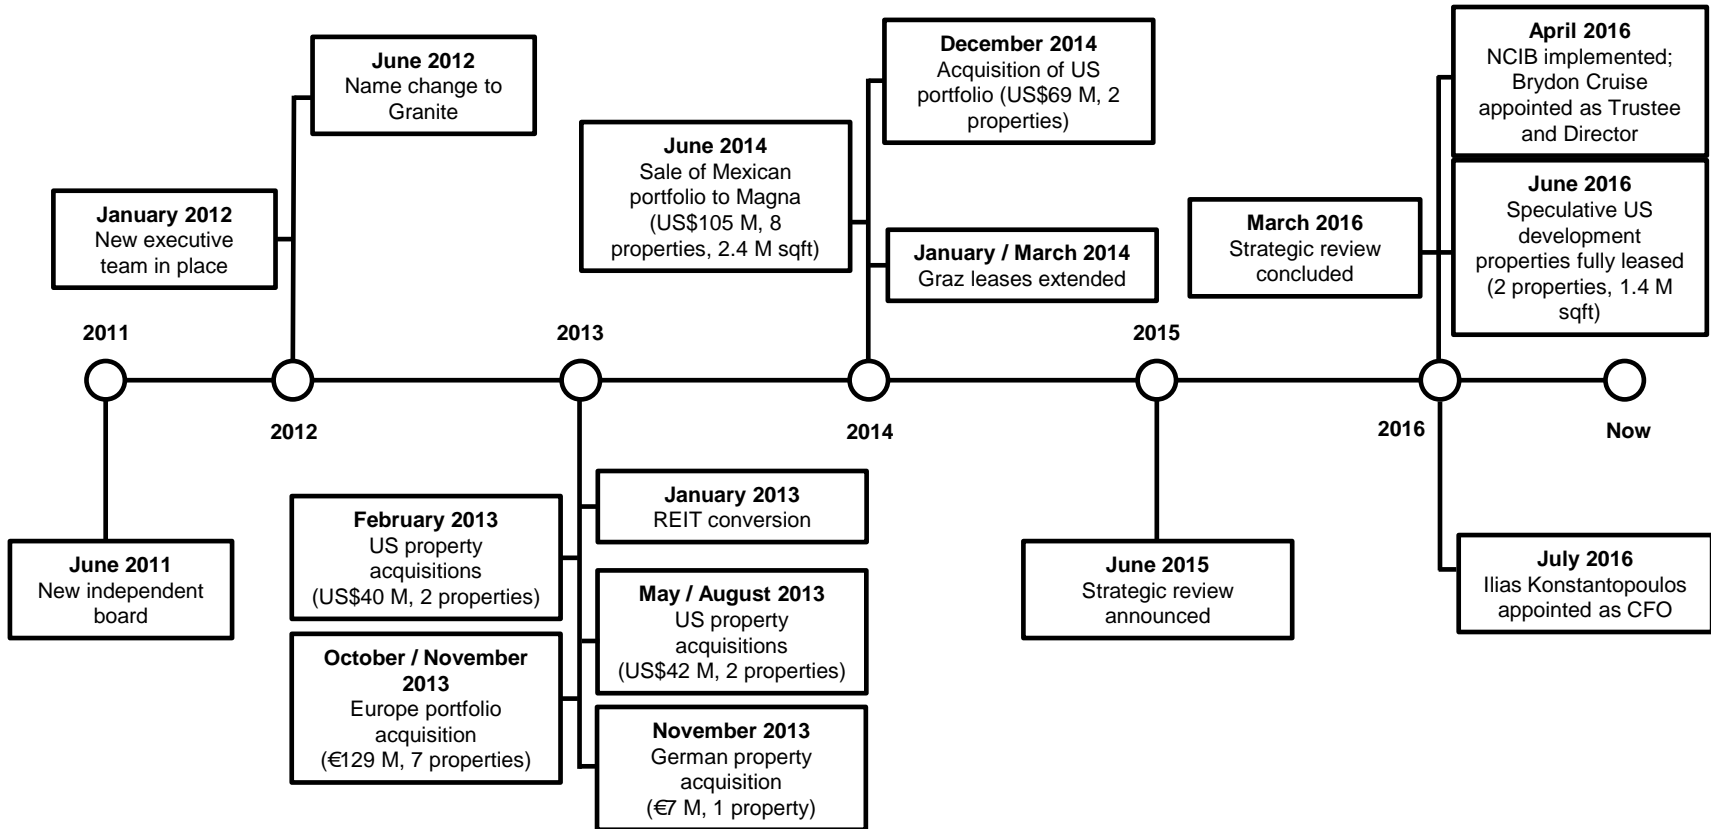 June 2012
Name change to
Granite
January 2012
New executive
team in place
December 2014
Acquisition of US
portfolio (US$69 M, 2
properties)
June 2014
Sale of Mexican
portfolio to Magna
(US$105 M, 8
properties, 2.4 M sqft)
January / March 2014
Graz leases extended
April 2016
NCIB implemented;
Brydon Cruise
appointed as Trustee
and Director
March 2016
Strategic review
concluded
June 2016
Speculative US
development
properties fully leased
(2 properties, 1.4 M
sqft)
2011
2013
2015
2012
2014
2016
Now
June 2011
New independent
board
February 2013
US property
acquisitions
(US$40 M, 2 properties)
January 2013
REIT conversion
May / August 2013
US property
acquisitions
(US$42 M, 2 properties)
October / November
2013
Europe portfolio
acquisition
(€129 M, 7 properties)
November 2013
German property
acquisition
(€7 M, 1 property)
June 2015
Strategic review
announced
July 2016
Ilias Konstantopoulos
appointed as CFO